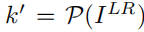 k′ = 𝒫(I^{LR})